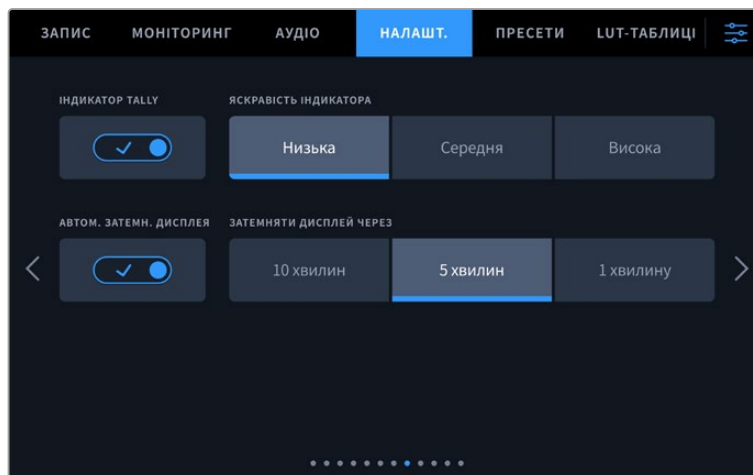 ЗАПИС МОНІТОРИНГ АУДІО НАЛАШТ. ПРЕСЕТИ LUT-ТАБЛИЦІ
ІНДИКАТОР TALLY ЯСКРАВІСТЬ ІНДИКАТОРА
Низька Середня Висока
АВТОМ. ЗАТЕМН. ДИСПЛЕЯ ЗАТЕМНЯТИ ДИСПЛЕЙ ЧЕРЕЗ
10 хвилин 5 хвилин 1 хвилину